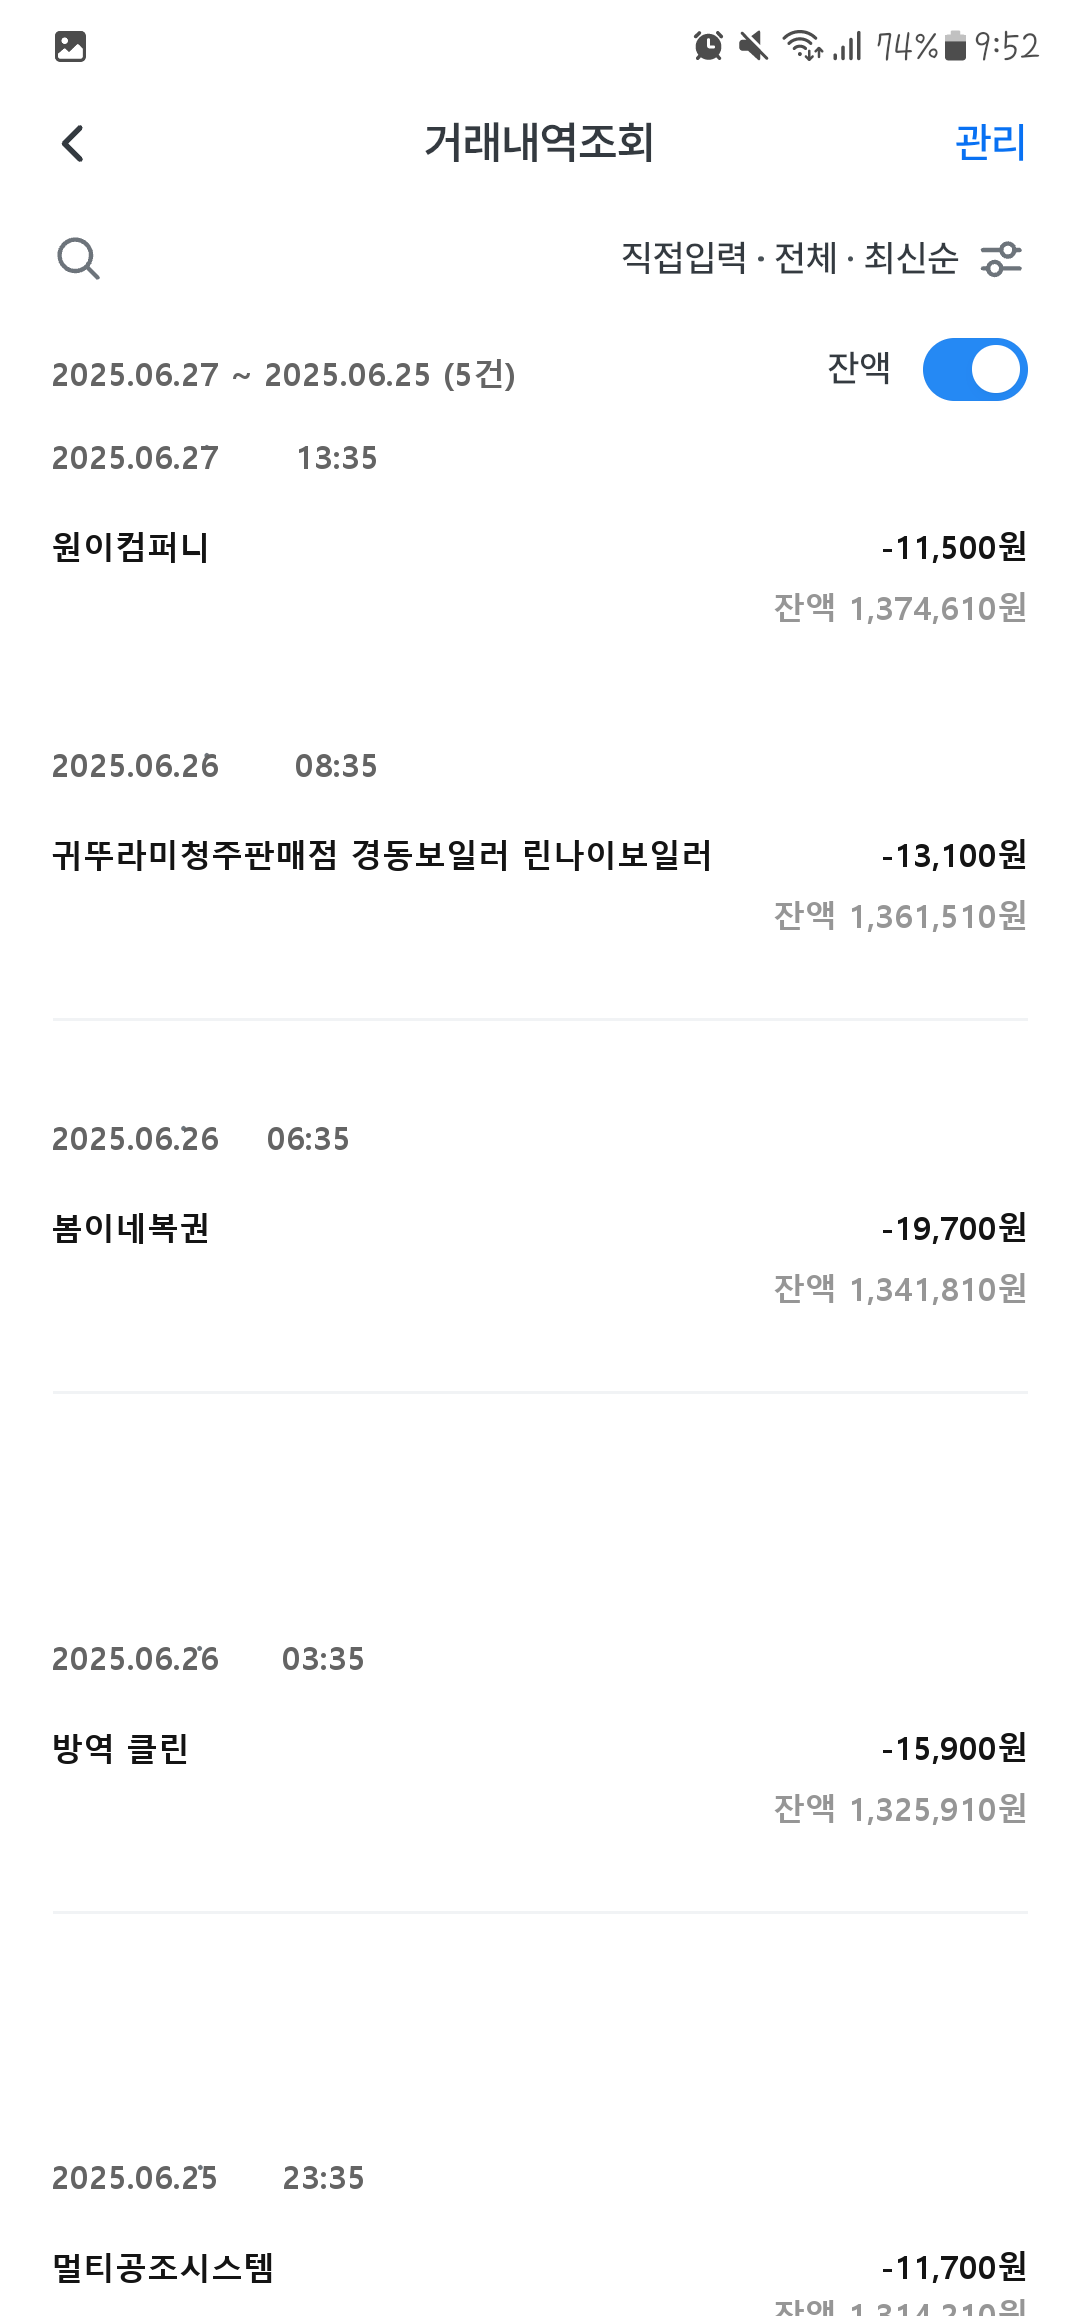 74% 9:52
거래내역조회 관리
직접입력 · 전체 · 최신순
2025.06.27 ~ 2025.06.25 (5건) 잔액
2025.06.27 13:35
원이컴퍼니 -11,500원
잔액 1,374,610원
2025.06.26 08:35
귀뚜라미청주판매점 경동보일러 린나이보일러 -13,100원
잔액 1,361,510원
2025.06.26 06:35
봄이네복권 -19,700원
잔액 1,341,810원
2025.06.26 03:35
방역 클린 -15,900원
잔액 1,325,910원
2025.06.25 23:35
멀티공조시스템 -11,700원
잔액 1,314,210원